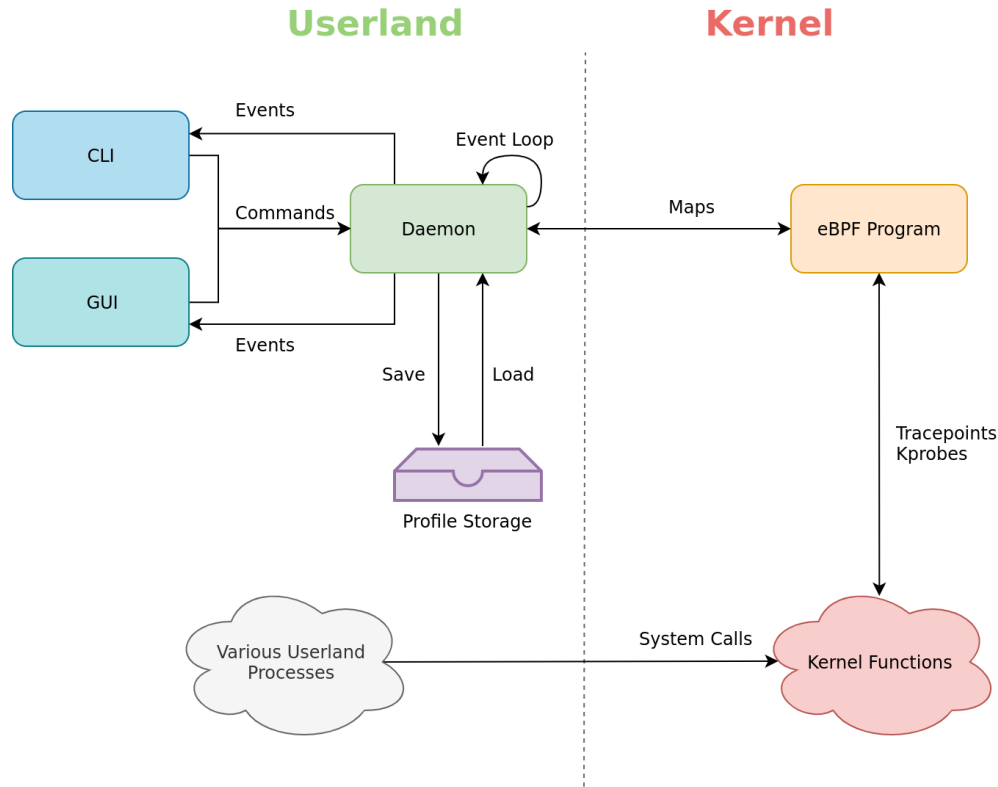 Userland
Kernel
Events
CLI
Event Loop
Commands
Daemon
Maps
eBPF Program
GUI
Events
Save
Load
Tracepoints
Kprobes
Profile Storage
Various Userland
Processes
System Calls
Kernel Functions